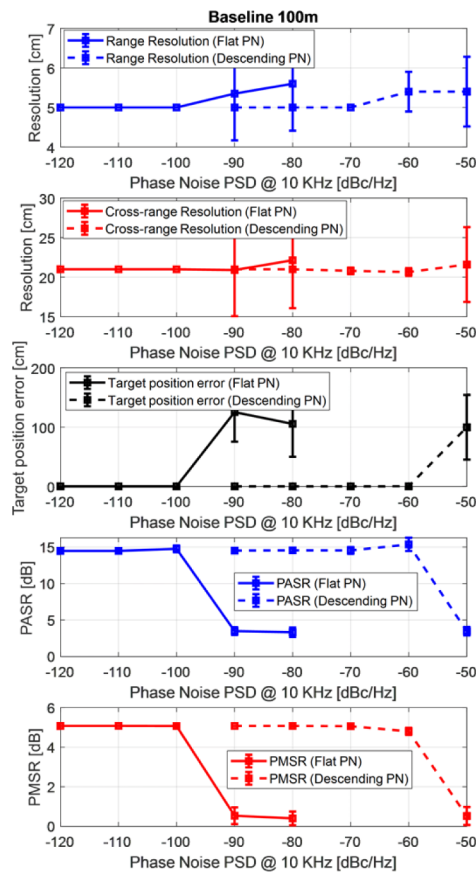 Baseline 100m
Resolution [cm]
7
6
5
4
Range Resolution (Flat PN)
Range Resolution (Descending PN)
-120 -110 -100 -90 -80 -70 -60 -50
Phase Noise PSD @ 10 KHz [dBc/Hz]
Resolution [cm]
30
25
20
15
Cross-range Resolution (Flat PN)
Cross-range Resolution (Descending PN)
-120 -110 -100 -90 -80 -70 -60 -50
Phase Noise PSD @ 10 KHz [dBc/Hz]
Target position error [cm]
200
100
0
Target position error (Flat PN)
Target position error (Descending PN)
-120 -110 -100 -90 -80 -70 -60 -50
Phase Noise PSD @ 10 KHz [dBc/Hz]
PASR [dB]
15
10
5
0
PASR (Flat PN)
PASR (Descending PN)
-120 -110 -100 -90 -80 -70 -60 -50
Phase Noise PSD @ 10 KHz [dBc/Hz]
PMSR [dB]
6
4
2
0
PMSR (Flat PN)
PMSR (Descending PN)
-120 -110 -100 -90 -80 -70 -60 -50
Phase Noise PSD @ 10 KHz [dBc/Hz]